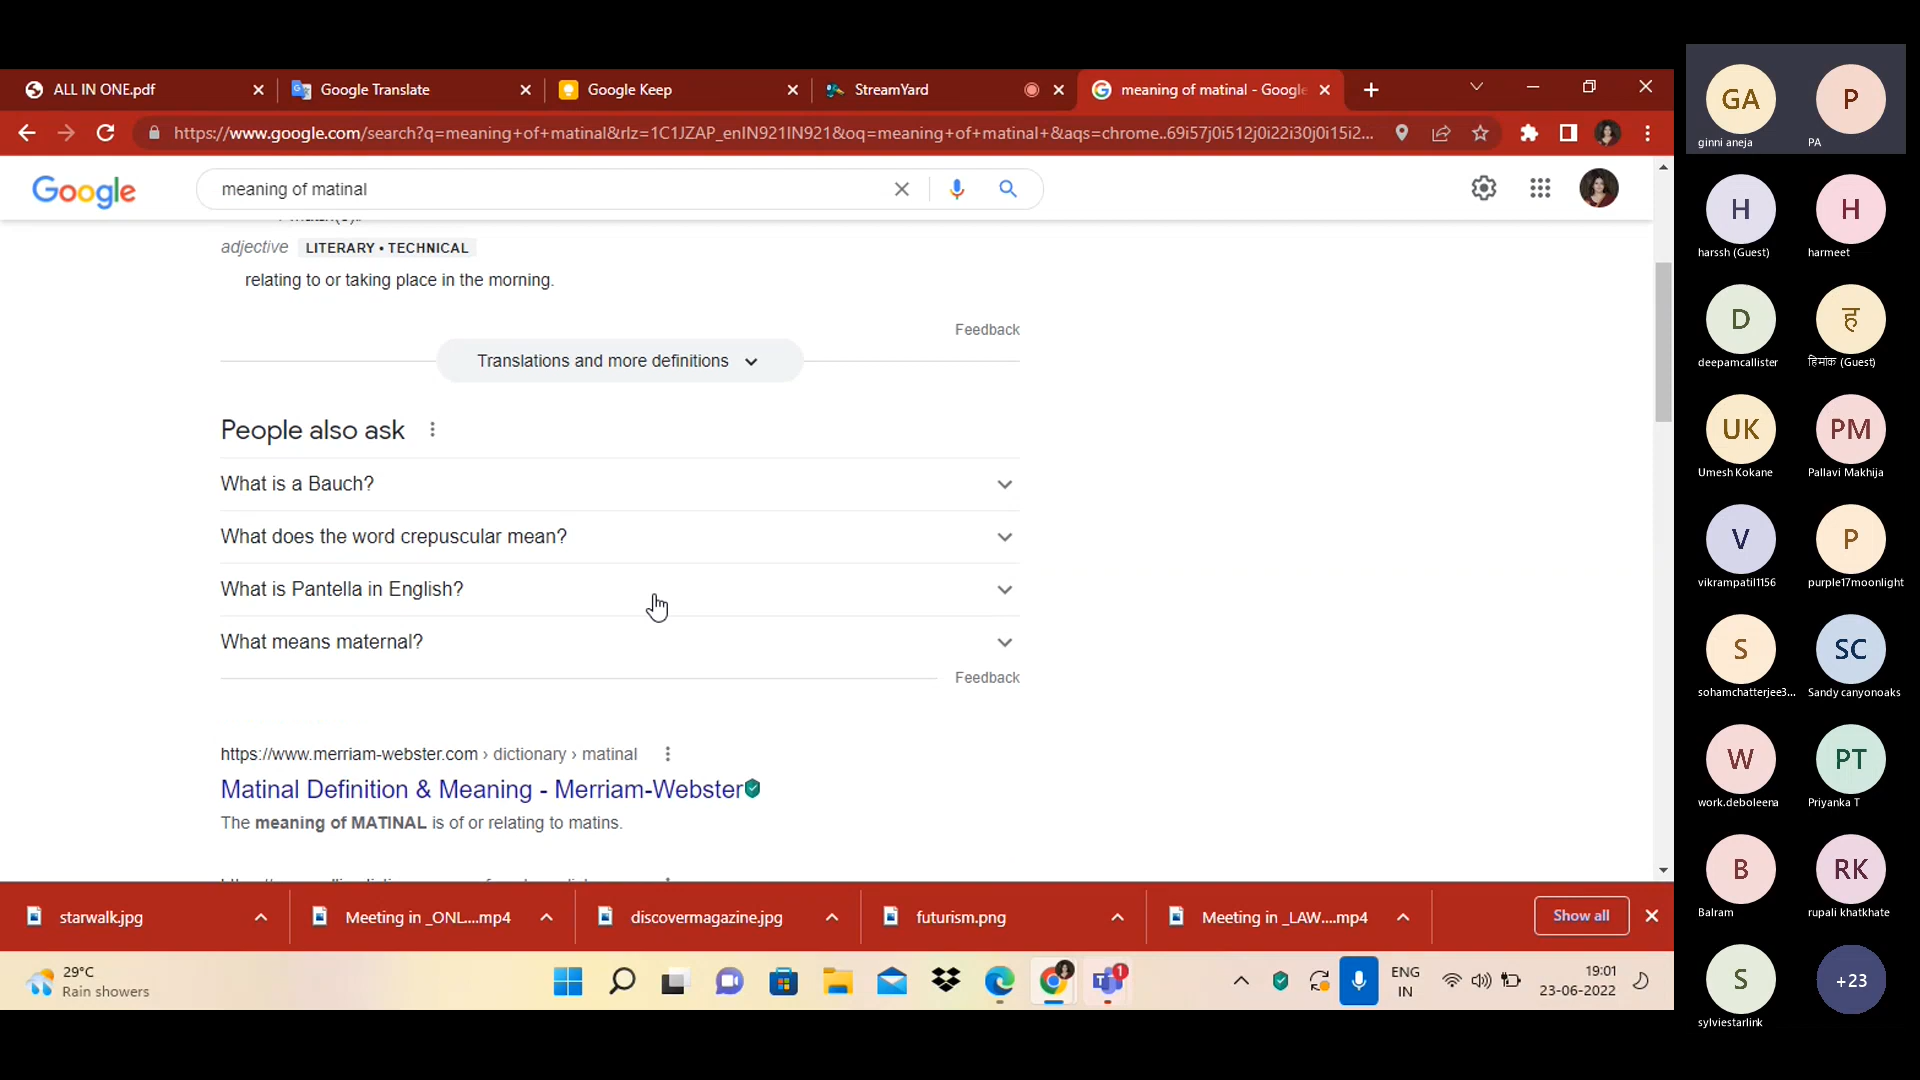 ALL IN ONE.pdf
Google Translate
Google Keep
StreamYard
meaning of matinal - Google
https://www.google.com/search?q=meaning+of+matinal&rlz=1C1JZAP_enIN921IN921&oq=meaning+of+matinal+&aqs=chrome..69i57j0i512j0i22i30j0i15i2...
Google
meaning of matinal
adjective LITERARY • TECHNICAL
relating to or taking place in the morning.
Feedback
Translations and more definitions
People also ask
What is a Bauch?
What does the word crepuscular mean?
What is Pantella in English?
What means maternal?
Feedback
https://www.merriam-webster.com › dictionary › matinal
Matinal Definition & Meaning - Merriam-Webster
The meaning of MATINAL is of or relating to matins.
starwalk.jpg
Meeting in _ONL....mp4
discovermagazine.jpg
futurism.png
Meeting in _LAW....mp4
Show all
29°C
Rain showers
1
ENG
IN
19:01
23-06-2022
GA
ginni aneja
P
PA
H
harssh (Guest)
H
harmeet
D
deepamcallister
ह
हिमांक (Guest)
UK
Umesh Kokane
PM
Pallavi Makhija
V
vikrampatil1156
P
purple17moonlight
S
sohamchatterjee3...
SC
Sandy canyonoaks
W
work.deboleena
PT
Priyanka T
B
Balram
RK
rupali khatkhate
S
sylviestarlink
+23